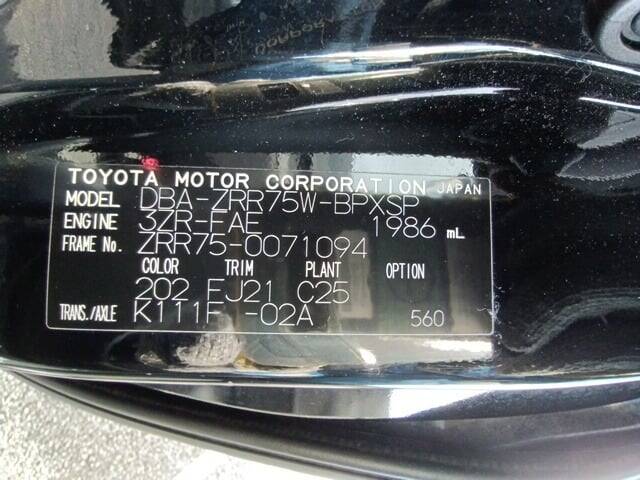 TOYOTA MOTOR CORPORATION JAPAN
MODEL DBA-ZRR75W-BPXSP
ENGINE 3ZR-FAE 1986 mL
FRAME No. ZRR75-0071094
COLOR TRIM PLANT OPTION
202 FJ21 C25
TRANS./AXLE K111F -02A 560